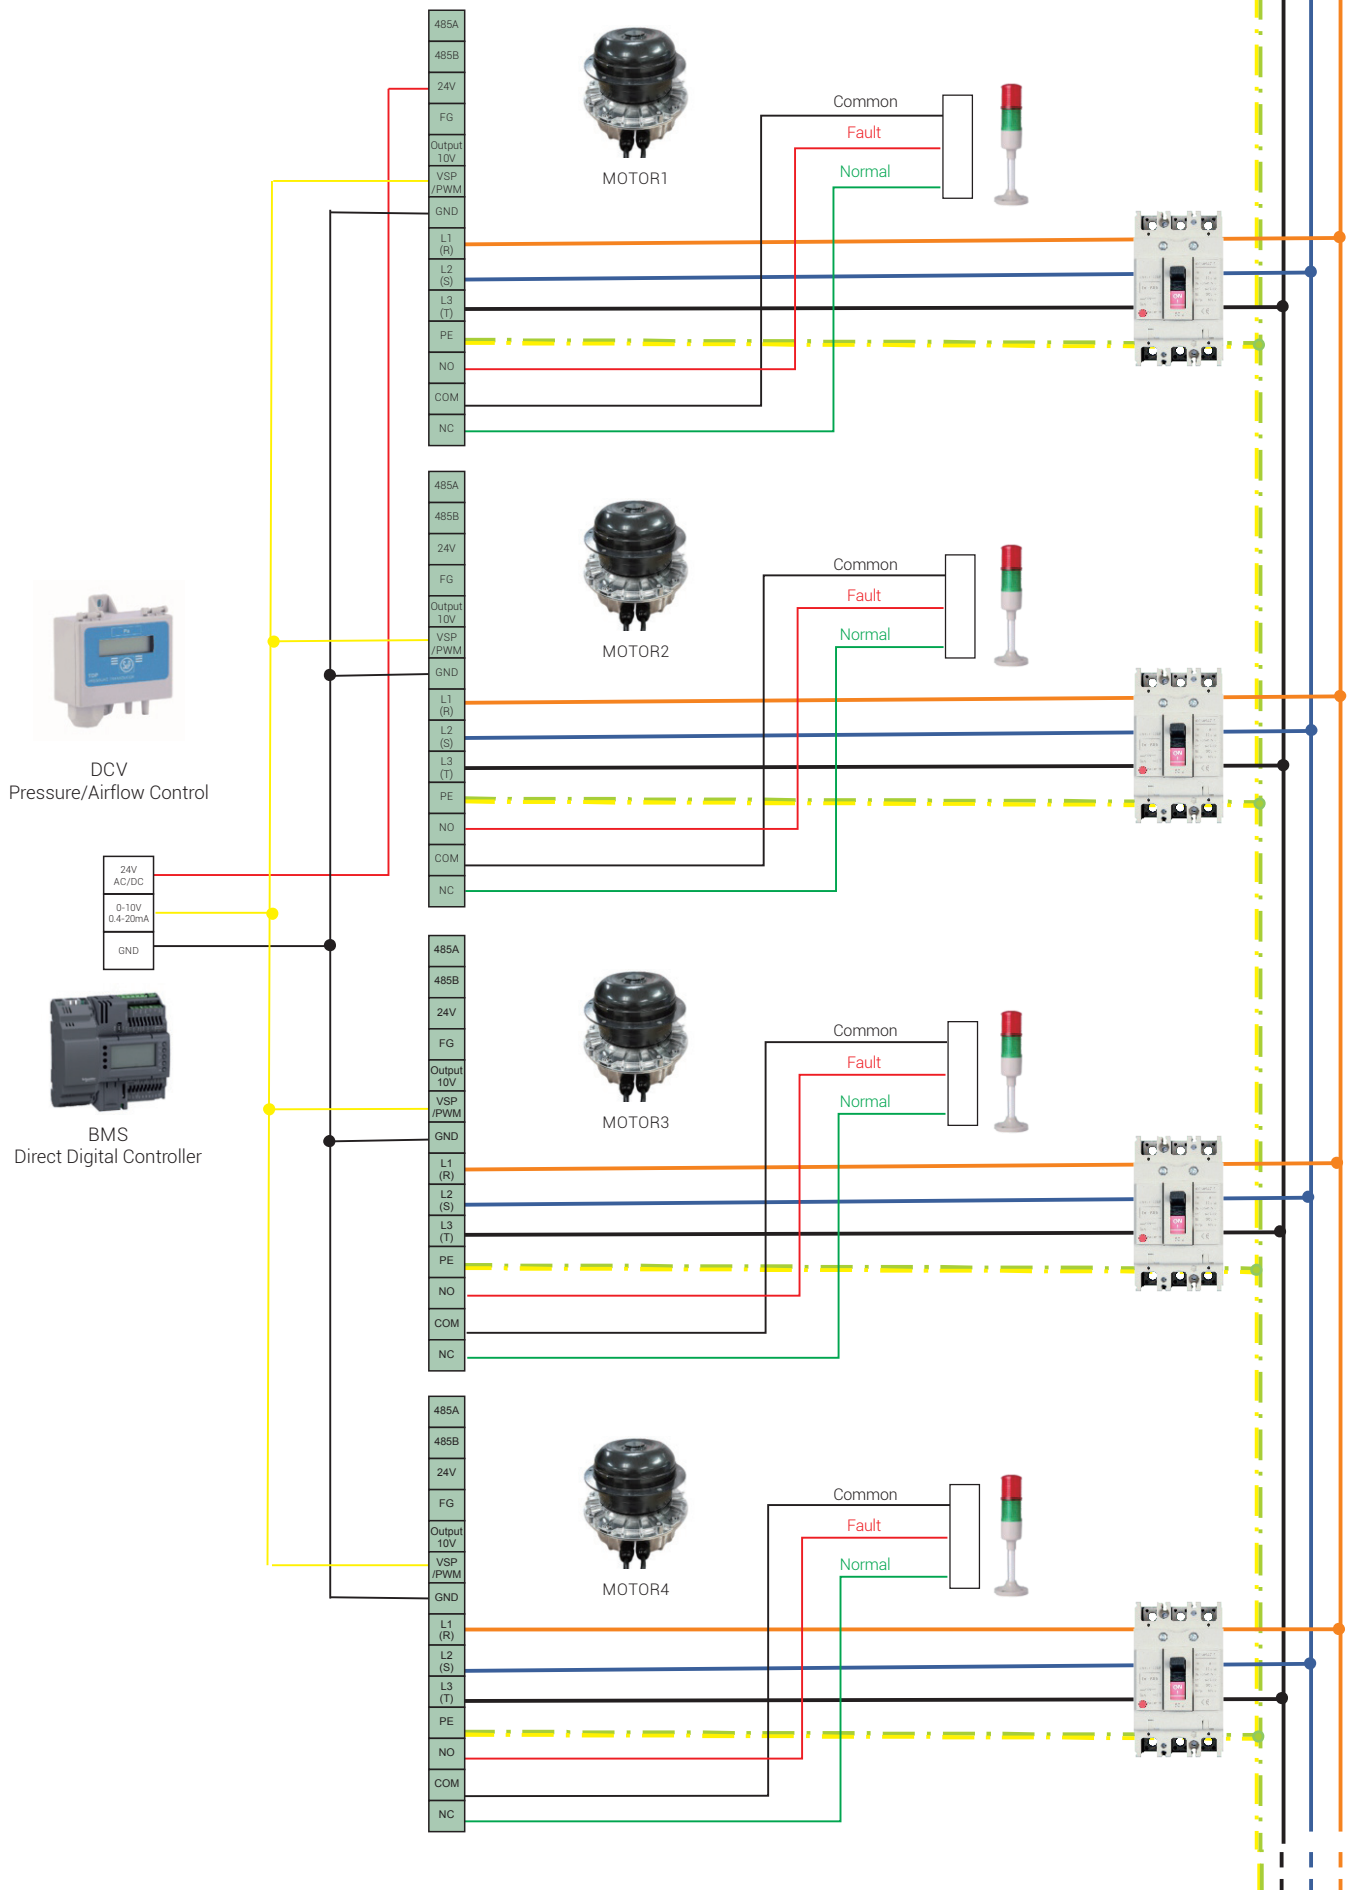 485A
485B
24V
FG
Output
10V
VSP
/PWM
GND
L1
(R)
L2
(S)
L3
(T)
PE
NO
COM
NC
MOTOR1
Common
Fault
Normal
ON
485A
485B
24V
FG
Output
10V
VSP
/PWM
GND
L1
(R)
L2
(S)
L3
(T)
PE
NO
COM
NC
MOTOR2
Common
Fault
Normal
ON
DCV
Pressure/Airflow Control
24V
AC/DC
0-10V
0.4-20mA
GND
BMS
Direct Digital Controller
485A
485B
24V
FG
Output
10V
VSP
/PWM
GND
L1
(R)
L2
(S)
L3
(T)
PE
NO
COM
NC
MOTOR3
Common
Fault
Normal
ON
485A
485B
24V
FG
Output
10V
VSP
/PWM
GND
L1
(R)
L2
(S)
L3
(T)
PE
NO
COM
NC
MOTOR4
Common
Fault
Normal
ON